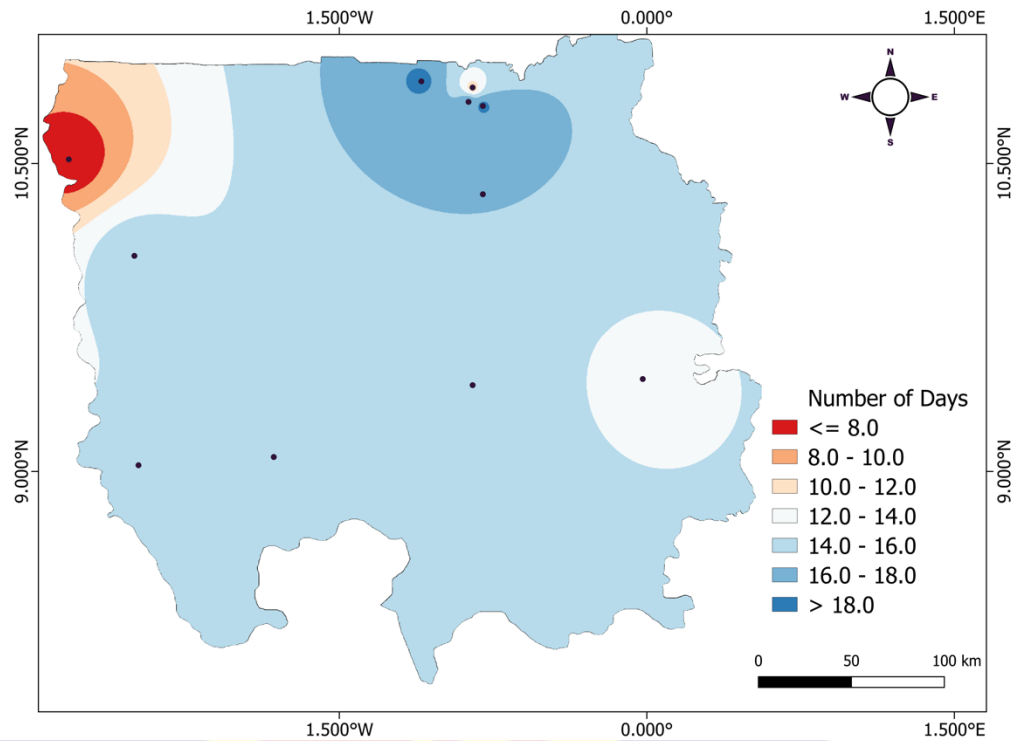 1.500°W 0.000° 1.500°E
N
W E
S
10.500°N 10.500°N
9.000°N 9.000°N
Number of Days
<= 8.0
8.0 - 10.0
10.0 - 12.0
12.0 - 14.0
14.0 - 16.0
16.0 - 18.0
> 18.0
0 50 100 km
1.500°W 0.000° 1.500°E